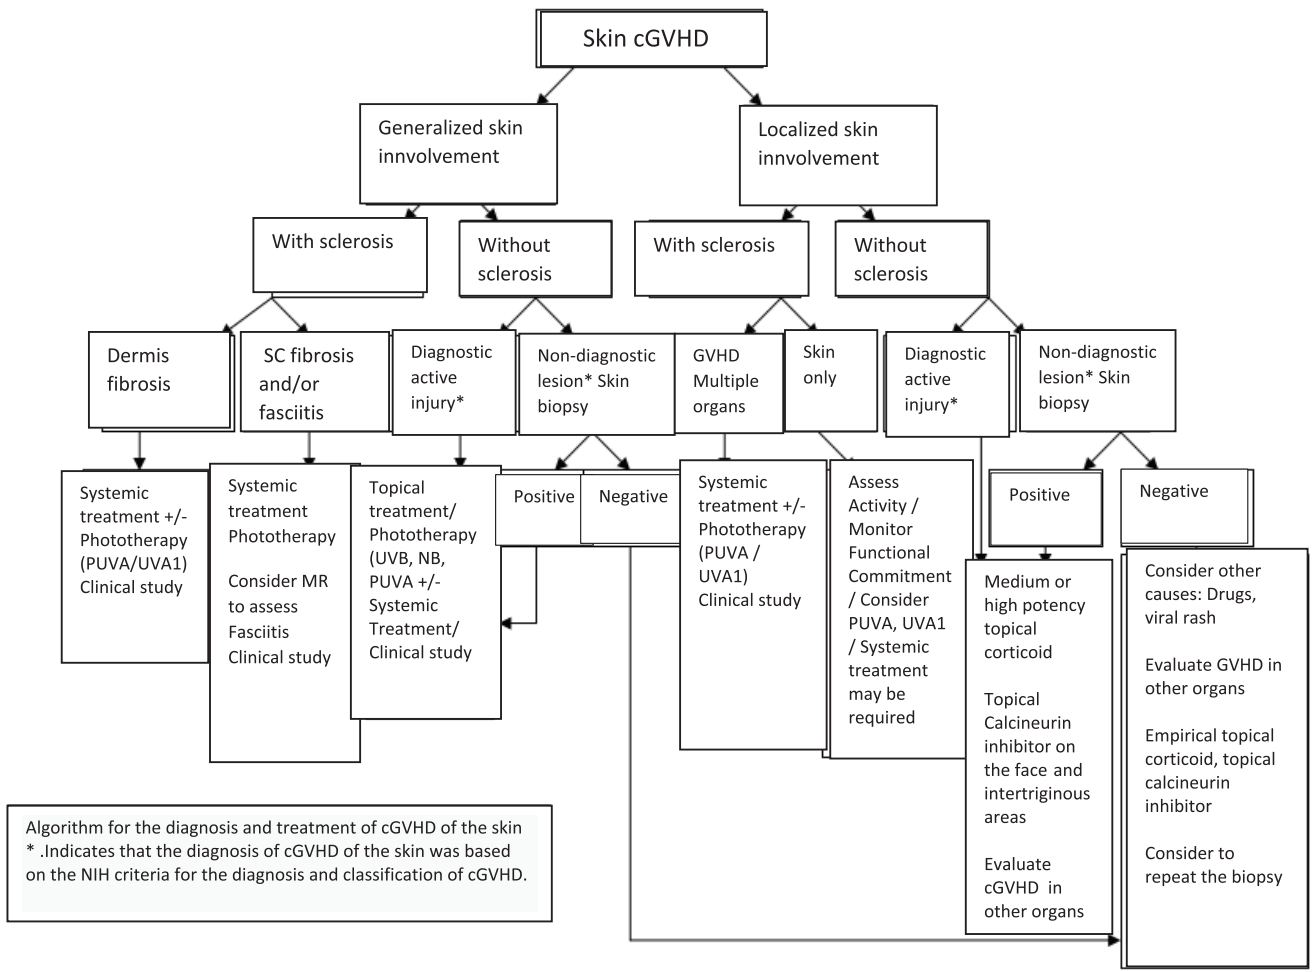 Skin cGVHD
Generalized skin
innvolvement
Localized skin
innvolvement
With sclerosis
Without
sclerosis
With sclerosis
Without
sclerosis
Dermis
fibrosis
SC fibrosis
and/or
fasciitis
Diagnostic
active
injury*
Non-diagnostic
lesion* Skin
biopsy
GVHD
Multiple
organs
Skin
only
Diagnostic
active
injury*
Non-diagnostic
lesion* Skin
biopsy
Systemic
treatment +/-
Phototherapy
(PUVA/UVA1)
Clinical study
Systemic
treatment
Phototherapy
Consider MR
to assess
Fasciitis
Clinical study
Topical
treatment/
Phototherapy
(UVB, NB,
PUVA +/-
Systemic
Treatment/
Clinical study
Positive
Negative
Systemic
treatment +/-
Phototherapy
(PUVA /
UVA1)
Clinical study
Assess
Activity /
Monitor
Functional
Commitment
/ Consider
PUVA, UVA1
/ Systemic
treatment
may be
required
Positive
Negative
Medium or
high potency
topical
corticoid
Topical
Calcineurin
inhibitor on
the face and
intertriginous
areas
Evaluate
cGVHD in
other organs
Consider other
causes: Drugs,
viral rash
Evaluate GVHD in
other organs
Empirical topical
corticoid, topical
calcineurin
inhibitor
Consider to
repeat the biopsy
Algorithm for the diagnosis and treatment of cGVHD of the skin
* .Indicates that the diagnosis of cGVHD of the skin was based
on the NIH criteria for the diagnosis and classification of cGVHD.